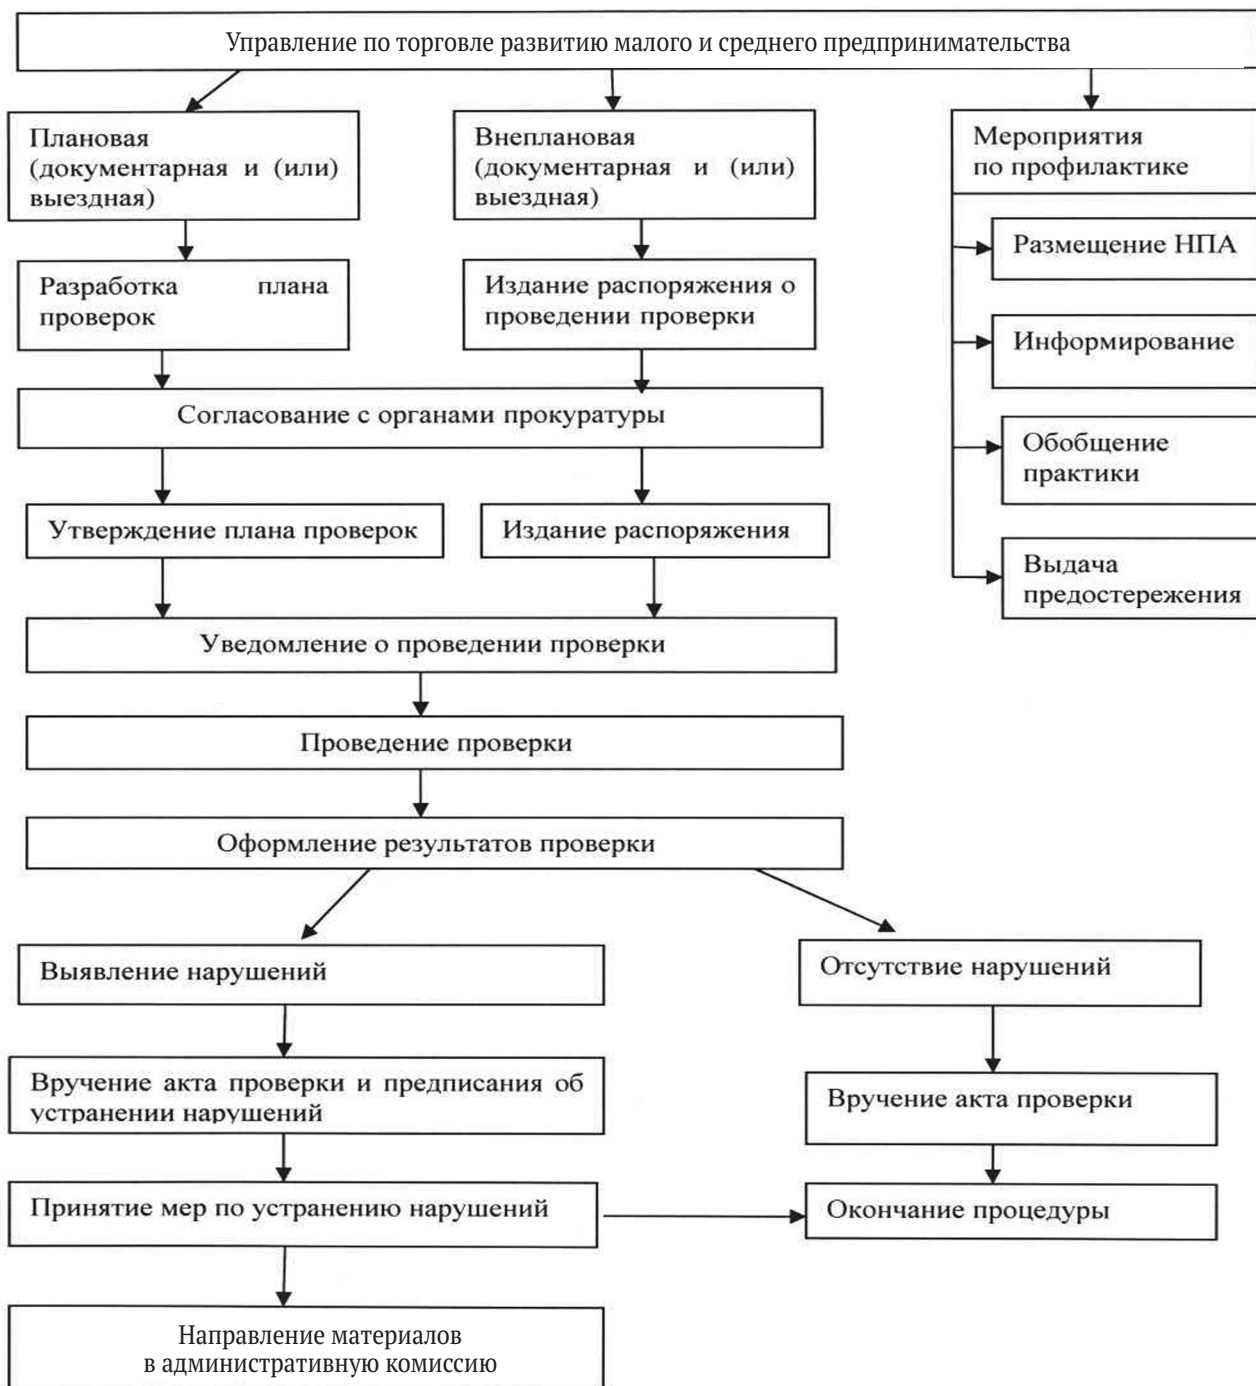 Управление по торговле развитию малого и среднего предпринимательства
Плановая
(документарная и (или)
выездная)
Внеплановая
(документарная и (или)
выездная)
Мероприятия
по профилактике
Размещение НПА
Разработка плана
проверок
Издание распоряжения о
проведении проверки
Информирование
Согласование с органами прокуратуры
Обобщение
практики
Утверждение плана проверок
Издание распоряжения
Выдача
предостережения
Уведомление о проведении проверки
Проведение проверки
Оформление результатов проверки
Выявление нарушений
Отсутствие нарушений
Вручение акта проверки и предписания об
устранении нарушений
Вручение акта проверки
Принятие мер по устранению нарушений
Окончание процедуры
Направление материалов
в административную комиссию